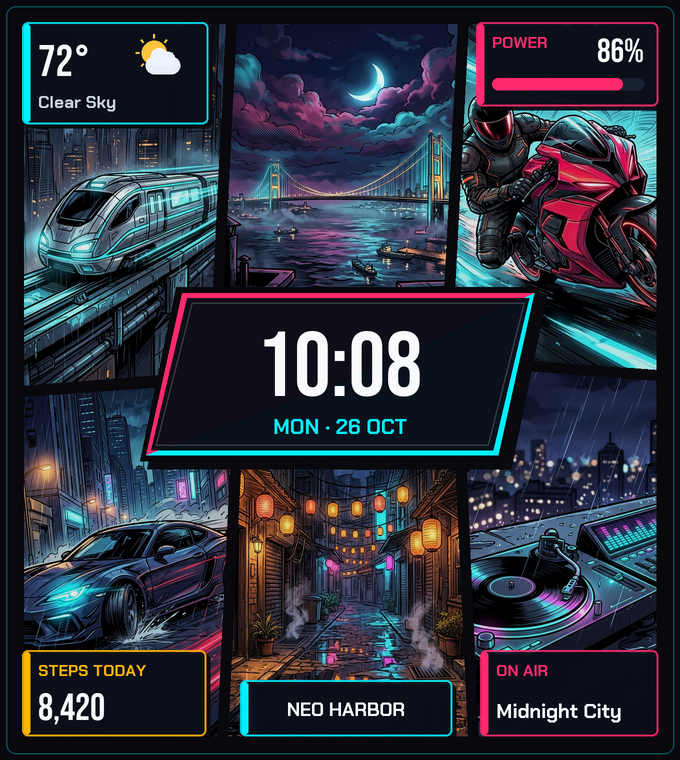 72°
Clear Sky
POWER
86%
10:08
MON · 26 OCT
STEPS TODAY
8,420
NEO HARBOR
ON AIR
Midnight City